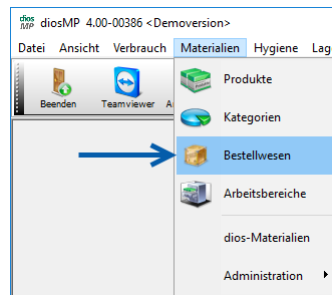 dios MP diosMP 4.00-00386 <Demoversion>
Datei Ansicht Verbrauch Materialien Hygiene
Beenden Teamviewer
Produkte
Kategorien
Bestellwesen
Arbeitsbereiche
dios-Materialien
Administration